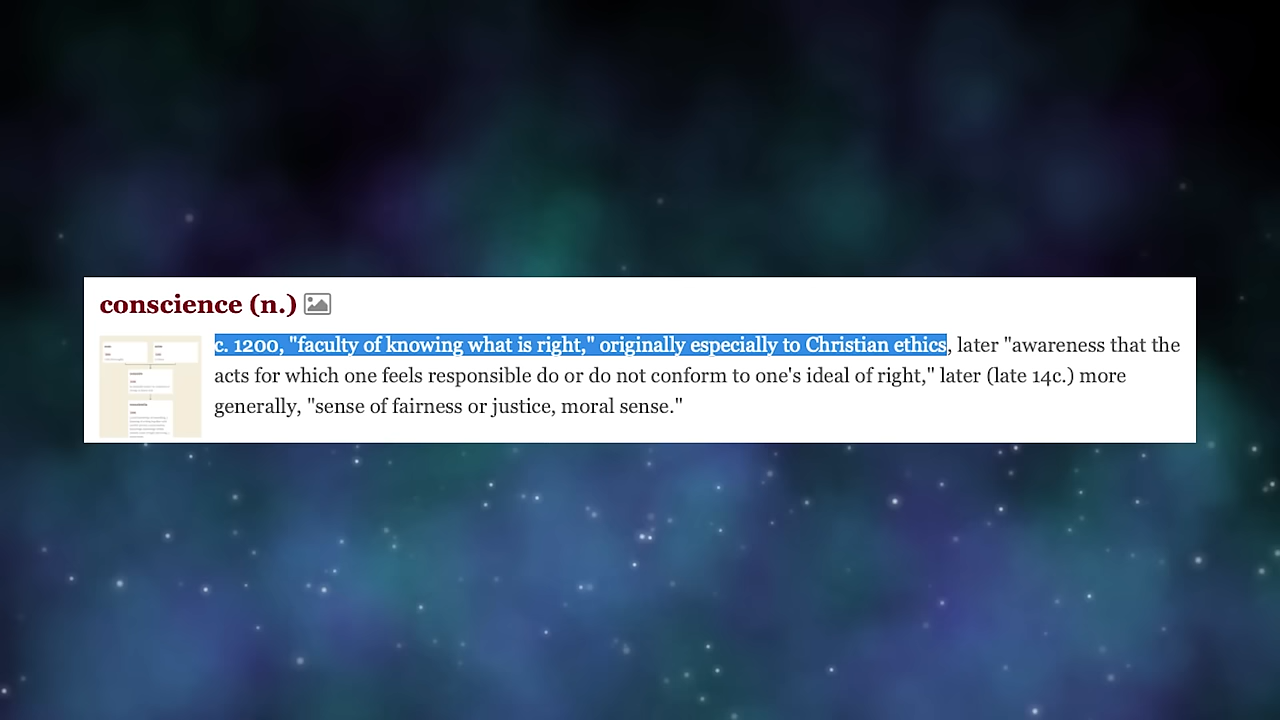 conscience (n.)
c. 1200, "faculty of knowing what is right," originally especially to Christian ethics, later "awareness that the
acts for which one feels responsible do or do not conform to one's ideal of right," later (late 14c.) more
generally, "sense of fairness or justice, moral sense."